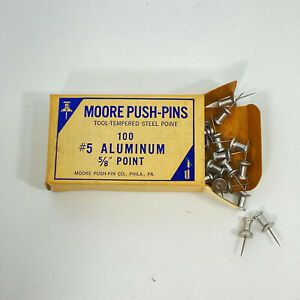 MOORE PUSH-PINS
TOOL-TEMPERED STEEL POINT
100
#5 ALUMINUM
5/8" POINT
MOORE PUSH-PIN CO., PHILA., PA.